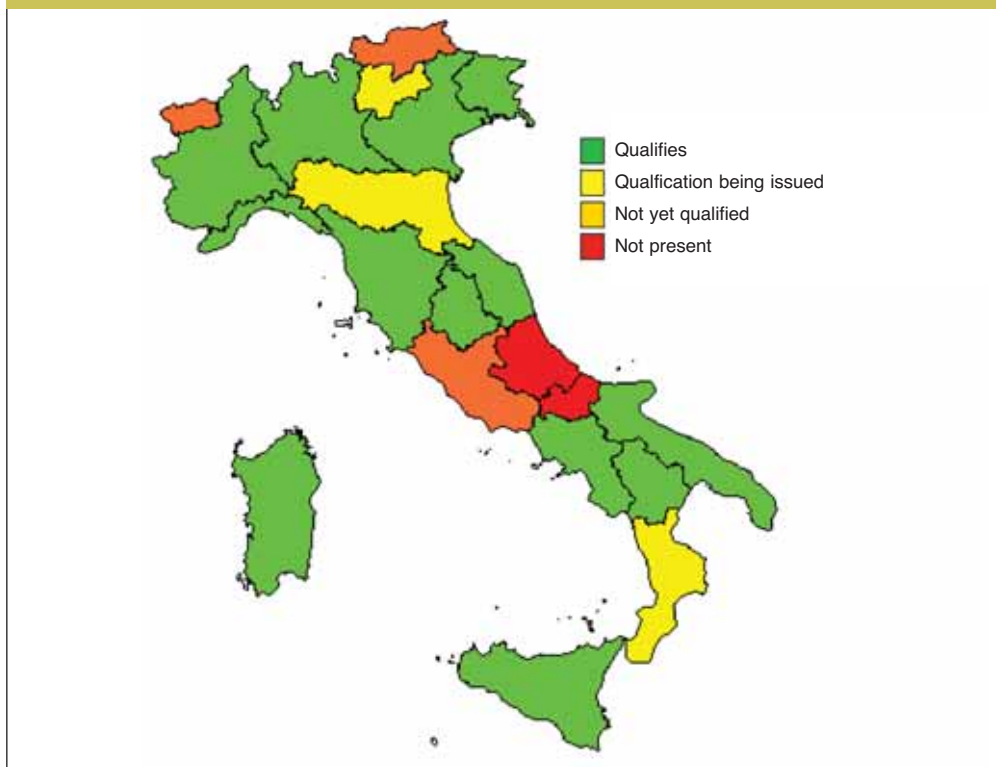 Qualifies
Qualfication being issued
Not yet qualified
Not present